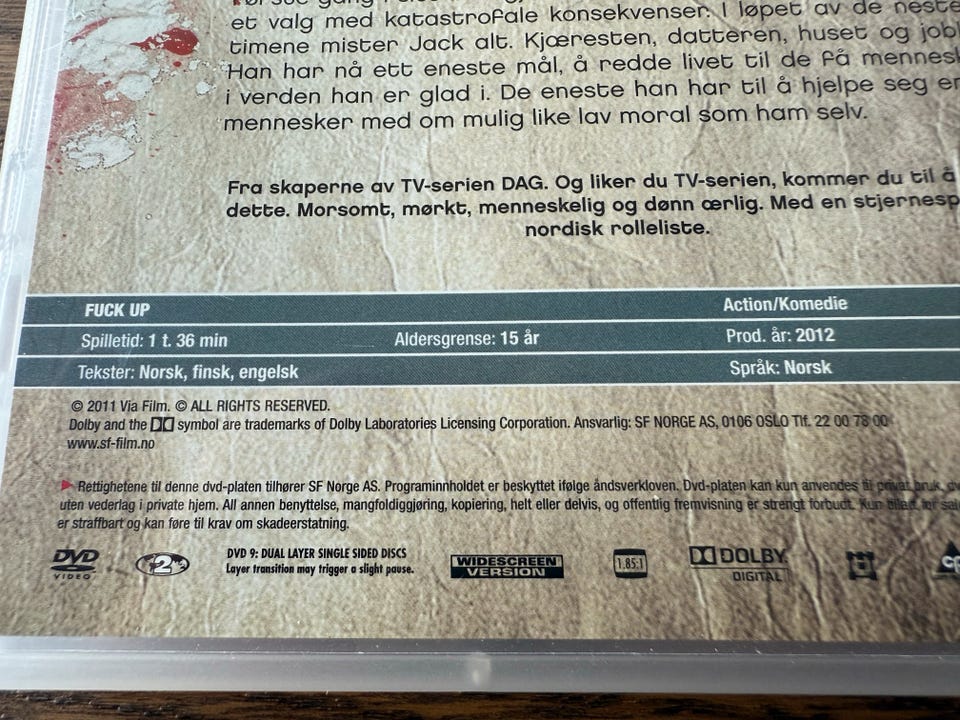 et valg med katastrofale konsekvenser. I løpet av de neste
timene mister Jack alt. Kjæresten, datteren, huset og
Han har nå ett eneste mål, å redde livet til de få
i verden han er glad i. De eneste han har til å hjelpe seg
mennesker med om mulig like lav moral som ham selv.
Fra skaperne av TV-serien DAG. Og liker du TV-serien, kommer du til å
dette. Morsomt, mørkt, menneskelig og dønn ærlig. Med en
nordisk rolleliste.
FUCK UP Action/Komedie
Spilletid: 1 t. 36 min Aldersgrense: 15 år Prod. år: 2012
Tekster: Norsk, finsk, engelsk Språk: Norsk
© 2011 Via Film. © ALL RIGHTS RESERVED.
Dolby and the symbol are trademarks of Dolby Laboratories Licensing Corporation. Ansvarlig: SF NORGE AS, 0106 OSLO Tlf. 22 00 78 00
www.sf-film.no
Rettighetene til denne dvd-platen tilhører SF Norge AS. Programinnholdet er beskyttet ifølge åndsverkloven. Dvd-platen kan kun anvendes til privat bruk,
uten vederlag i private hjem. All annen benyttelse, mangfoldiggjøring, kopiering, helt eller delvis, og offentlig fremvisning er strengt forbudt. Kun tillatt for
er straffbart og kan føre til krav om skadeerstatning.
DVD VIDEO 2 DVD 9: DUAL LAYER SINGLE SIDED DISCS WIDESCREEN VERSION 1.85:1 DOLBY DIGITAL
Layer transition may trigger a slight pause.